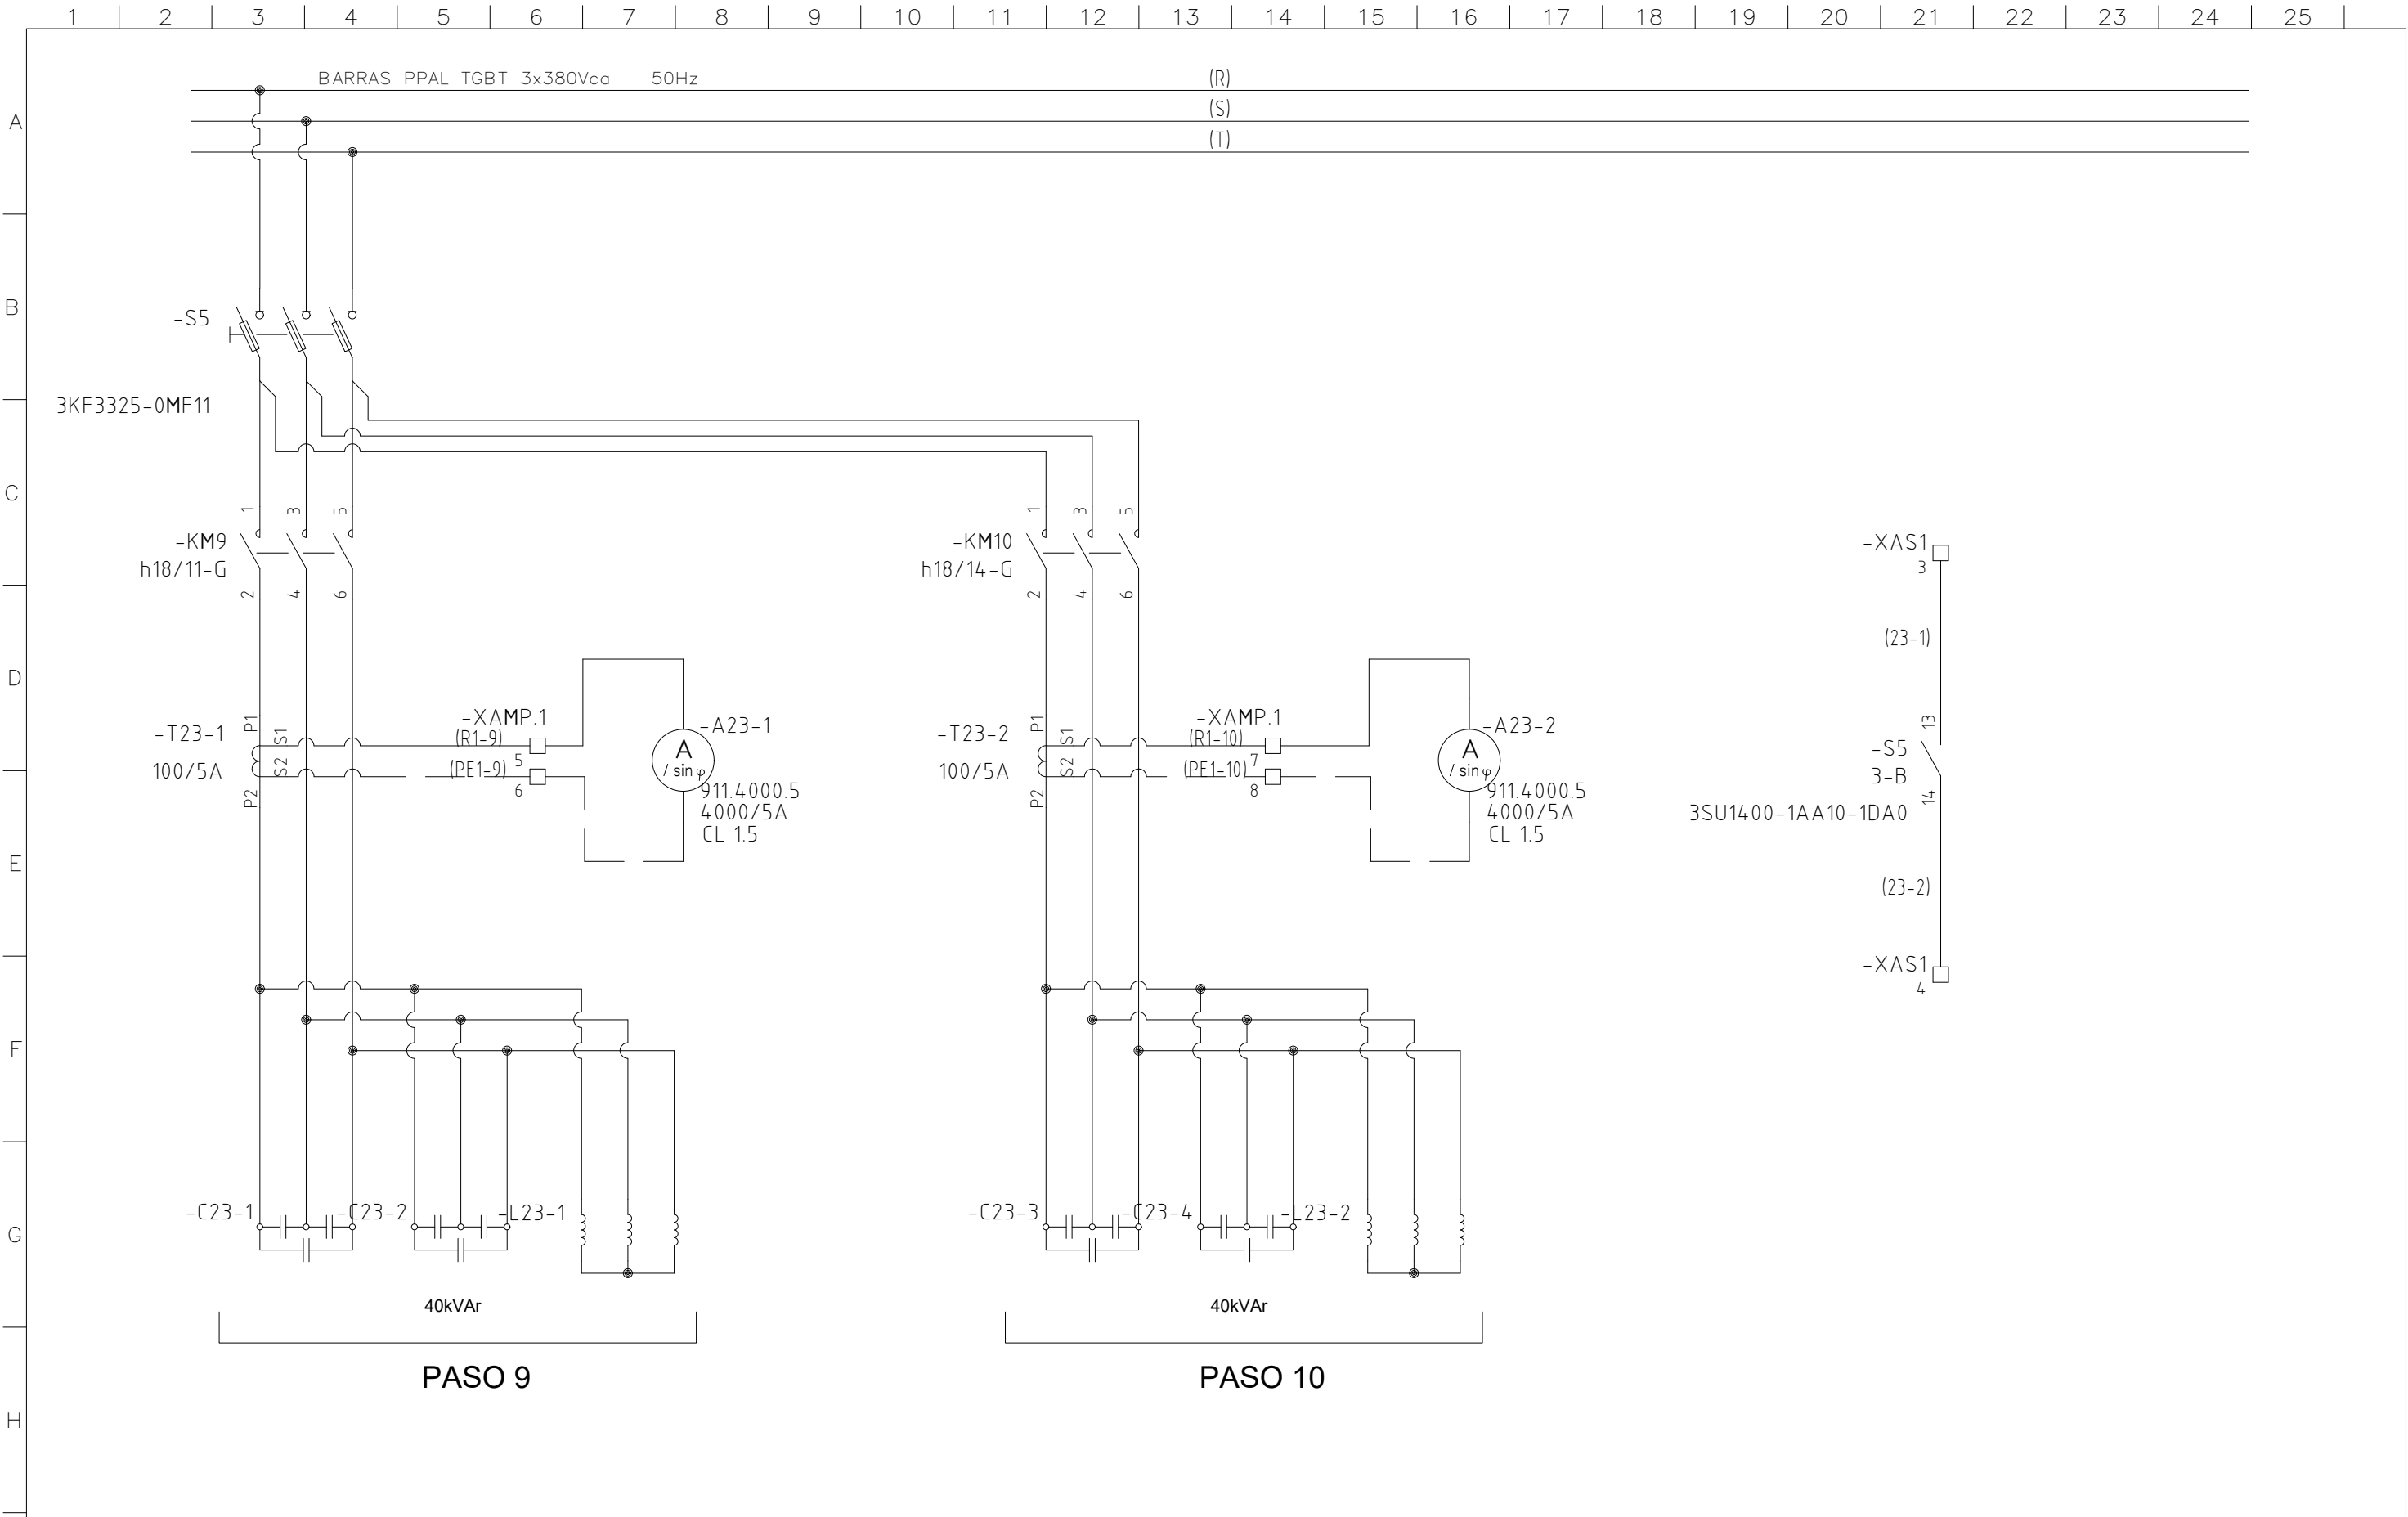 1 2 3 4 5 6 7 8 9 10 11 12 13 14 15 16 17 18 19 20 21 22 23 24 25
BARRAS PPAL TGBT 3x380Vca – 50Hz
(R)
(S)
(T)
A
B
C
D
E
F
G
H
-S5
3KF3325-0MF11
1 3 5
-KM9
h18/11-G
2 4 6
1 3 5
-KM10
h18/14-G
2 4 6
-T23-1
100/5A
P1
S1
S2
P2
-XAMP.1
(R1-9)
5
(PE1-9)
6
-A23-1
A
/ sin φ
911.4000.5
4000/5A
CL 1.5
-T23-2
100/5A
P1
S1
S2
P2
-XAMP.1
(R1-10)
7
(PE1-10)
8
-A23-2
A
/ sin φ
911.4000.5
4000/5A
CL 1.5
-XAS1
3
(23-1)
13
-S5
3-B
14
3SU1400-1AA10-1DA0
(23-2)
-XAS1
4
-C23-1
-C23-2
-L23-1
40kVAr
PASO 9
-C23-3
-C23-4
-L23-2
40kVAr
PASO 10